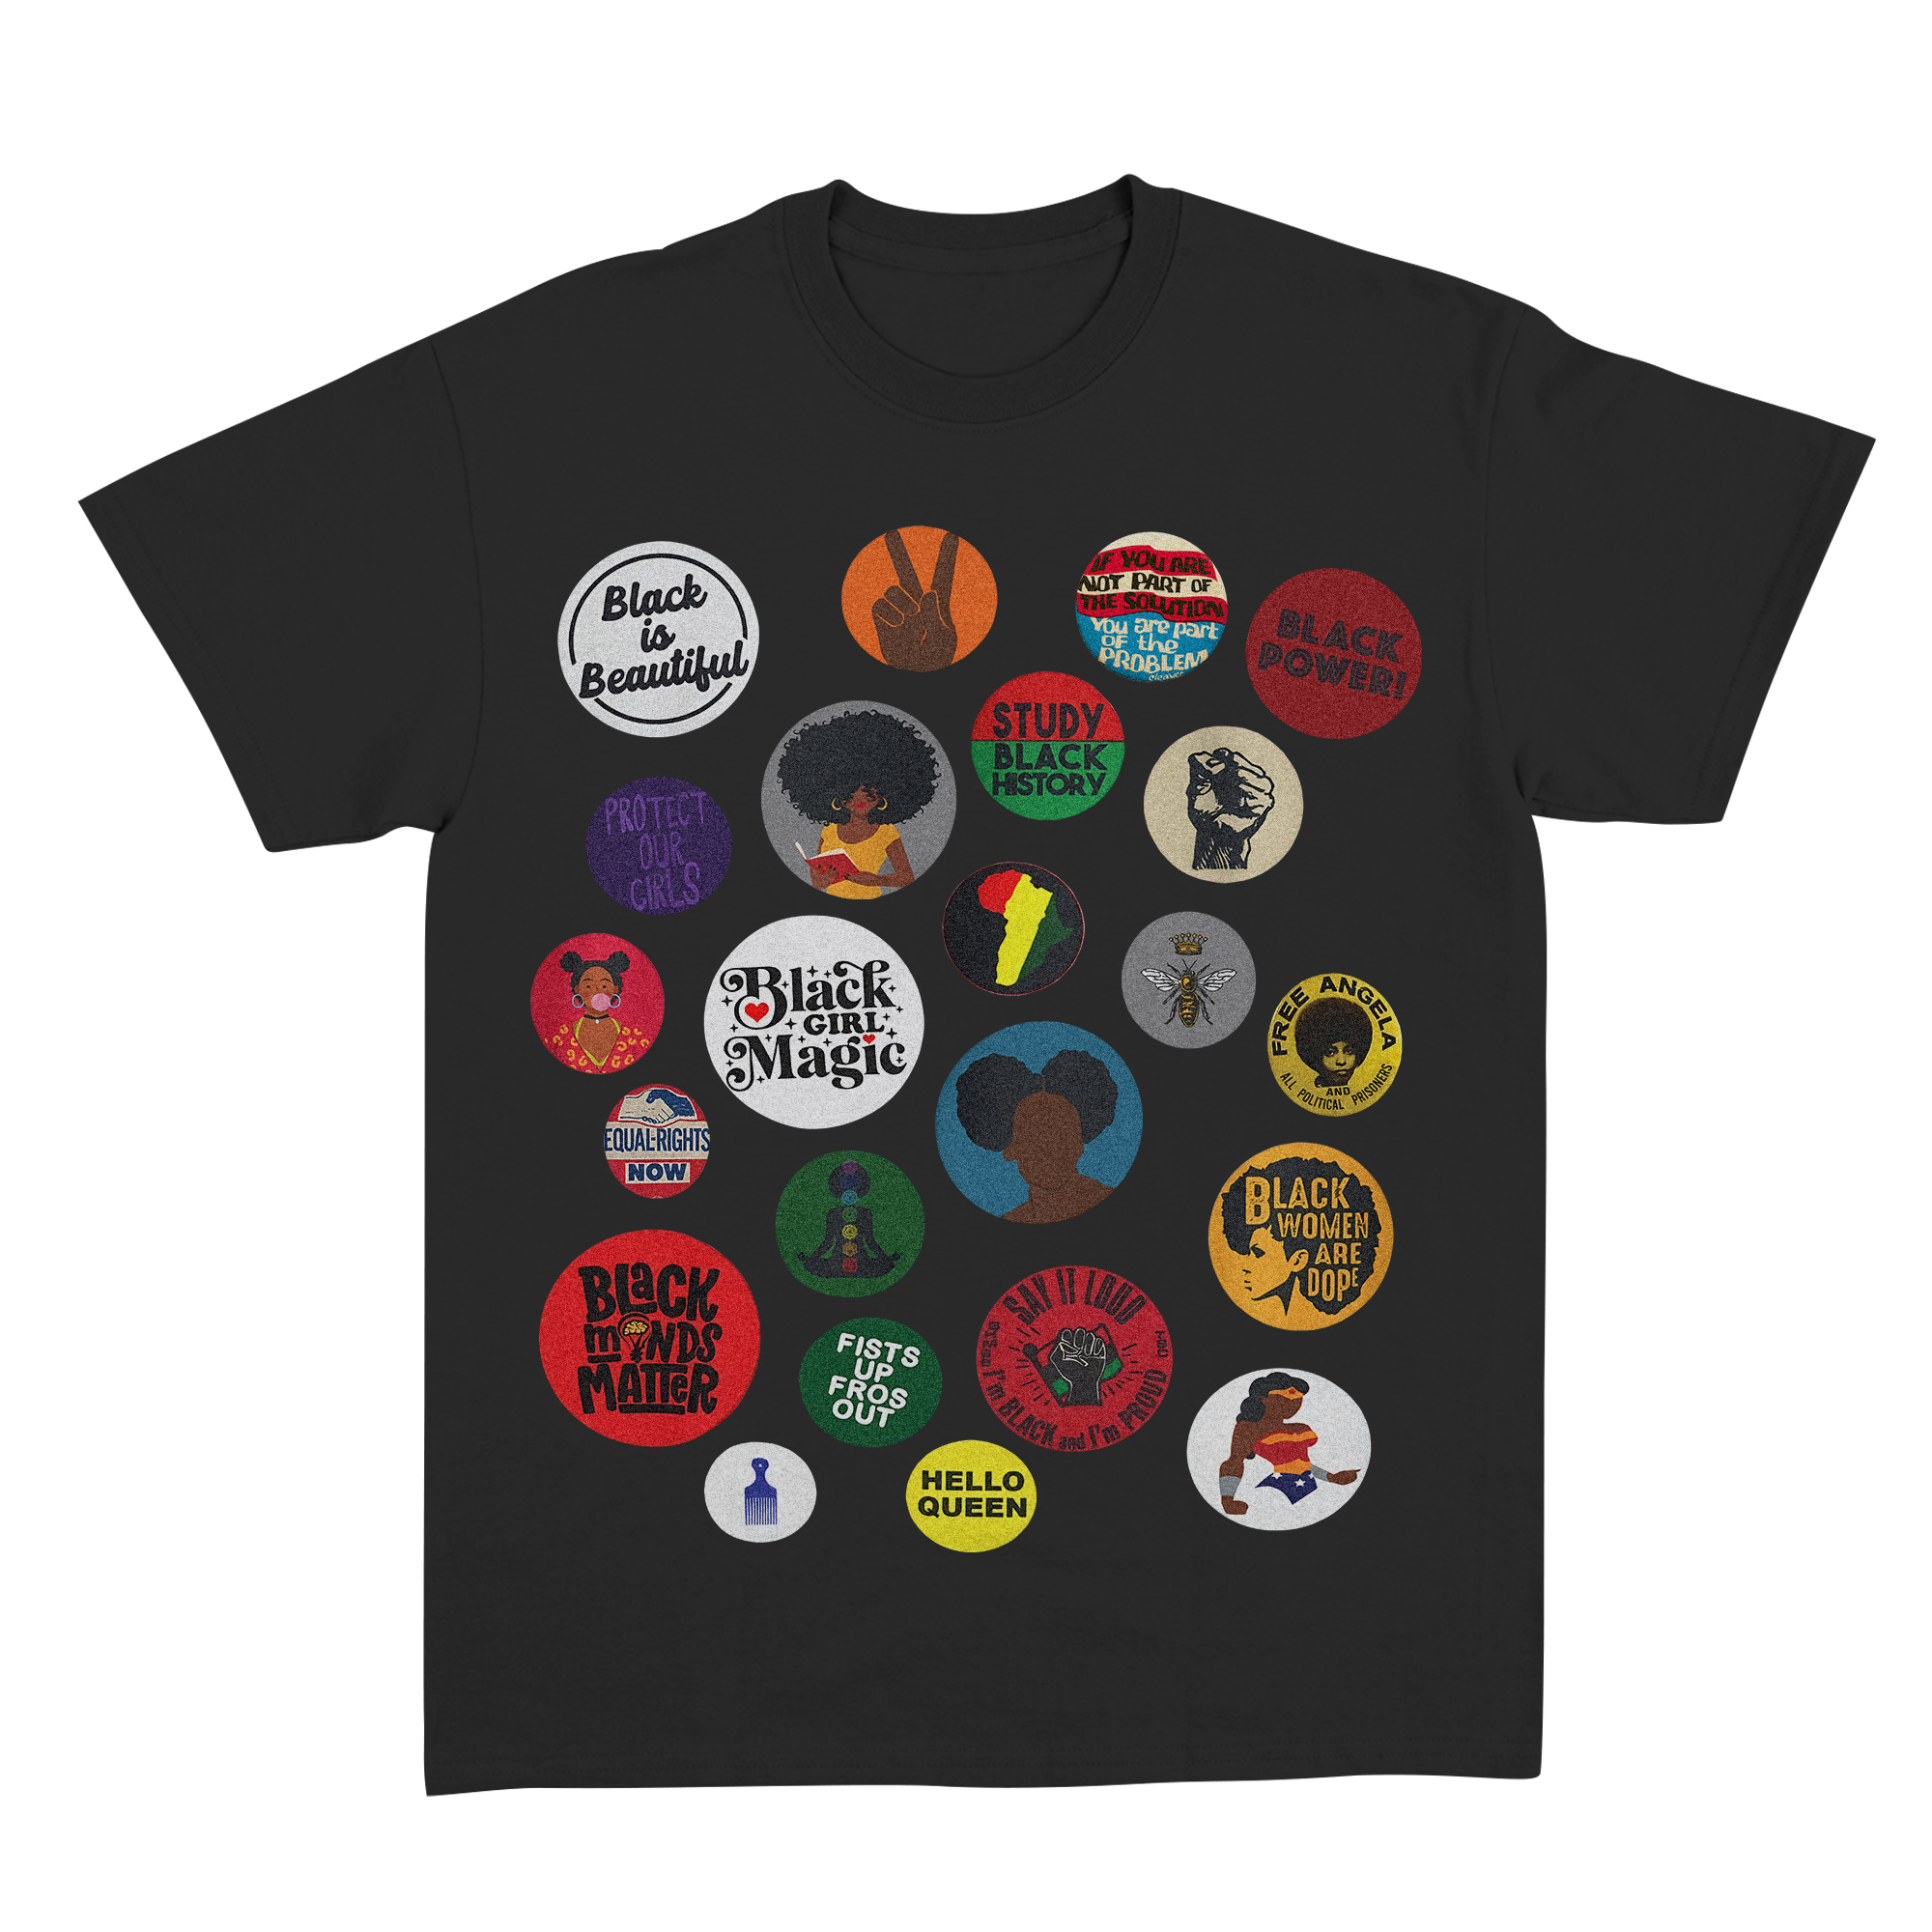 Black
is
Beautiful
IF YOU ARE
NOT PART OF
THE SOLUTION
You are part
OF the
PROBLEM
BLACK
POWER!
STUDY
BLACK
HISTORY
PROTECT
OUR
GIRLS
Black
GIRL
Magic
FREE ANGELA
AND
ALL POLITICAL PRISONERS
EQUAL-RIGHTS
NOW
BLACK
WOMEN
ARE
DOPE
BLacK
MINDS
MATTeR
SAY IT LOUD
I'm BLACK and I'm PROUD
FISTS
UP
FROS
OUT
HELLO
QUEEN